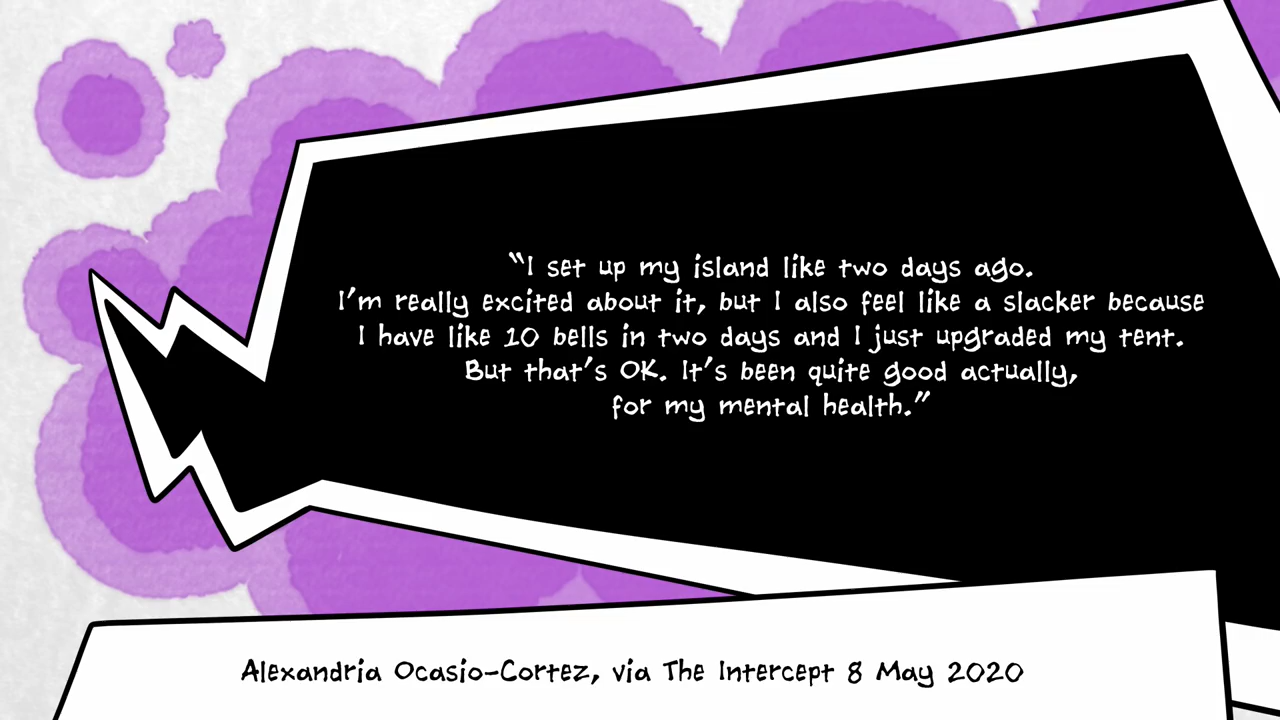 “I set up my island like two days ago.
I’m really excited about it, but I also feel like a slacker because
I have like 10 bells in two days and I just upgraded my tent.
But that’s OK. It’s been quite good actually,
for my mental health.”
Alexandria Ocasio-Cortez, via The Intercept 8 May 2020